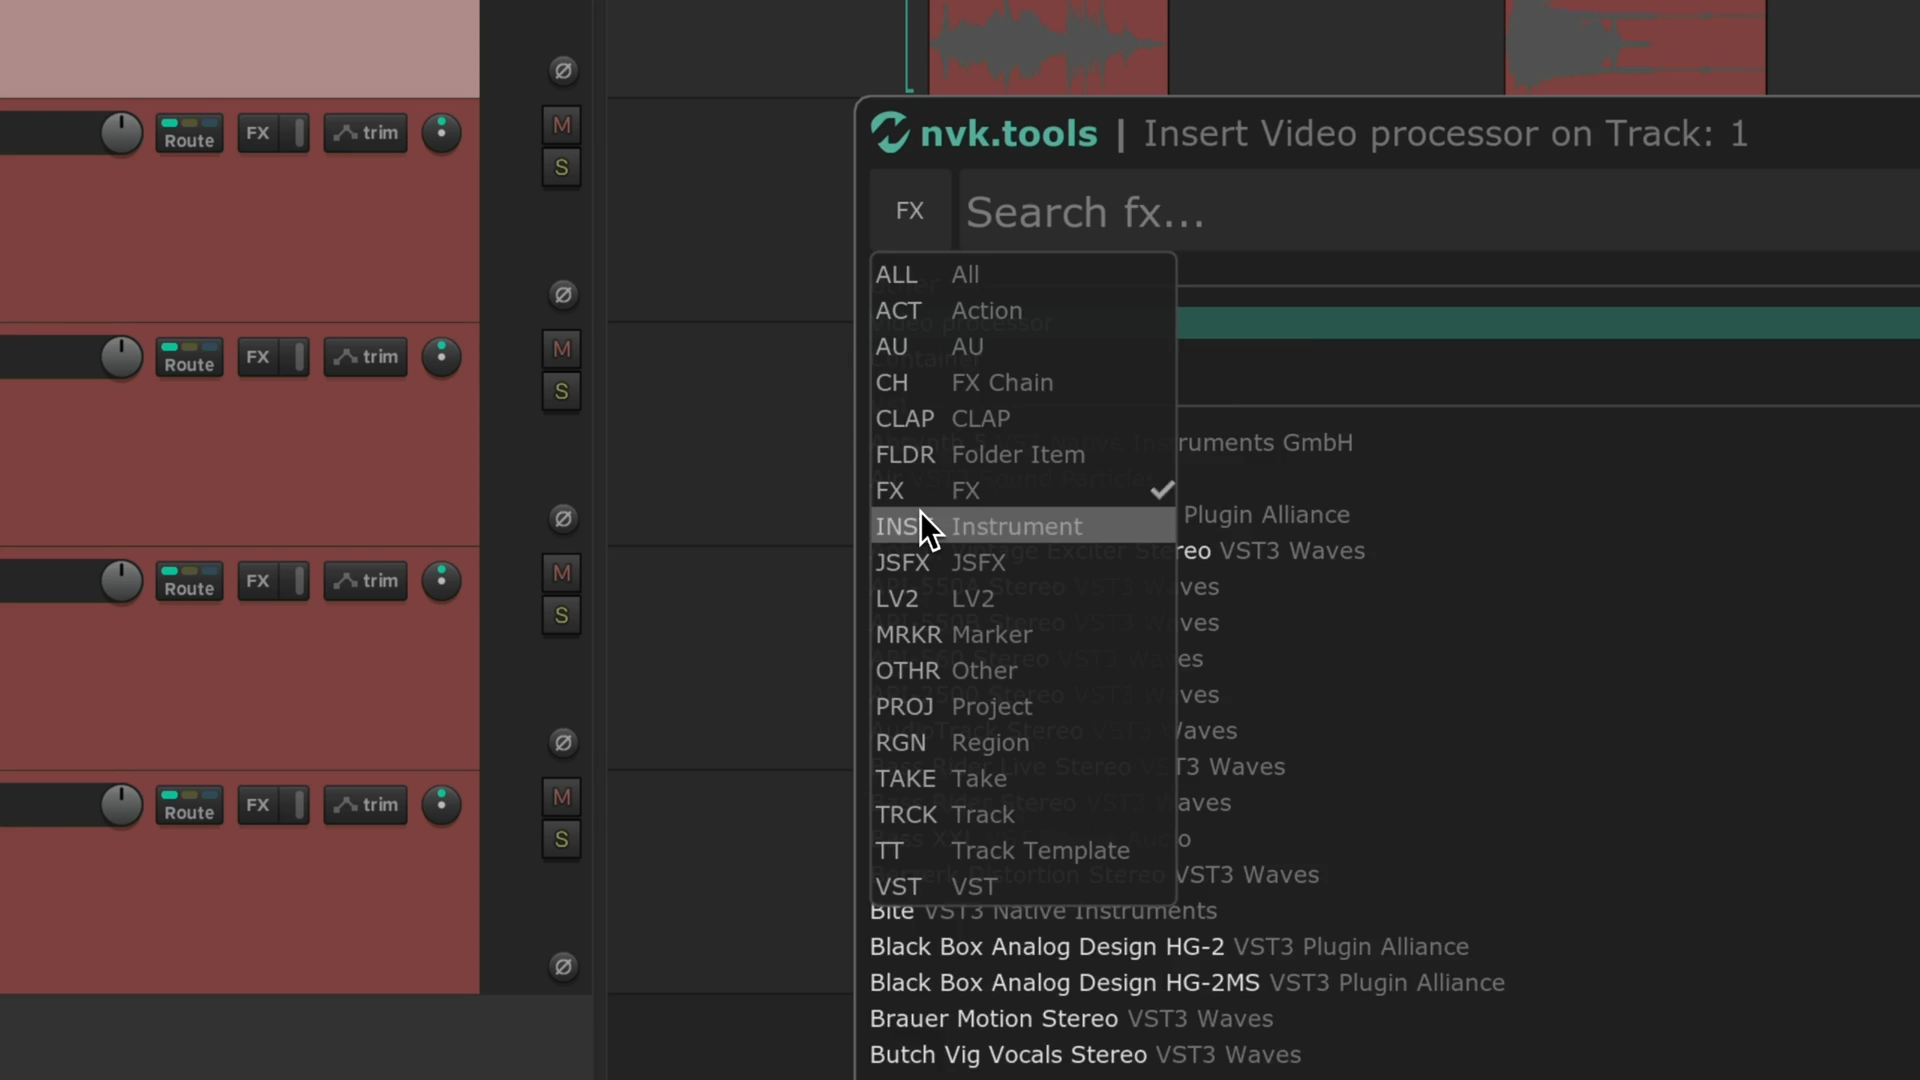 nvk.tools | Insert Video processor on Track: 1
FX Search fx...
ALL All
ACT Action
AU AU
CH FX Chain
CLAP CLAP
FLDR Folder Item
FX FX
INS Instrument
JSFX JSFX
LV2 LV2
MRKR Marker
OTHR Other
PROJ Project
RGN Region
TAKE Take
TRCK Track
TT Track Template
VST VST
GmbH
Plugin Alliance
VST3 Waves
Waves
VST3 Waves
Bite VST3 Native Instruments
Black Box Analog Design HG-2 VST3 Plugin Alliance
Black Box Analog Design HG-2MS VST3 Plugin Alliance
Brauer Motion Stereo VST3 Waves
Butch Vig Vocals Stereo VST3 Waves
Route FX trim
M
S
Route FX trim
M
S
Route FX trim
M
S
Route FX trim
M
S